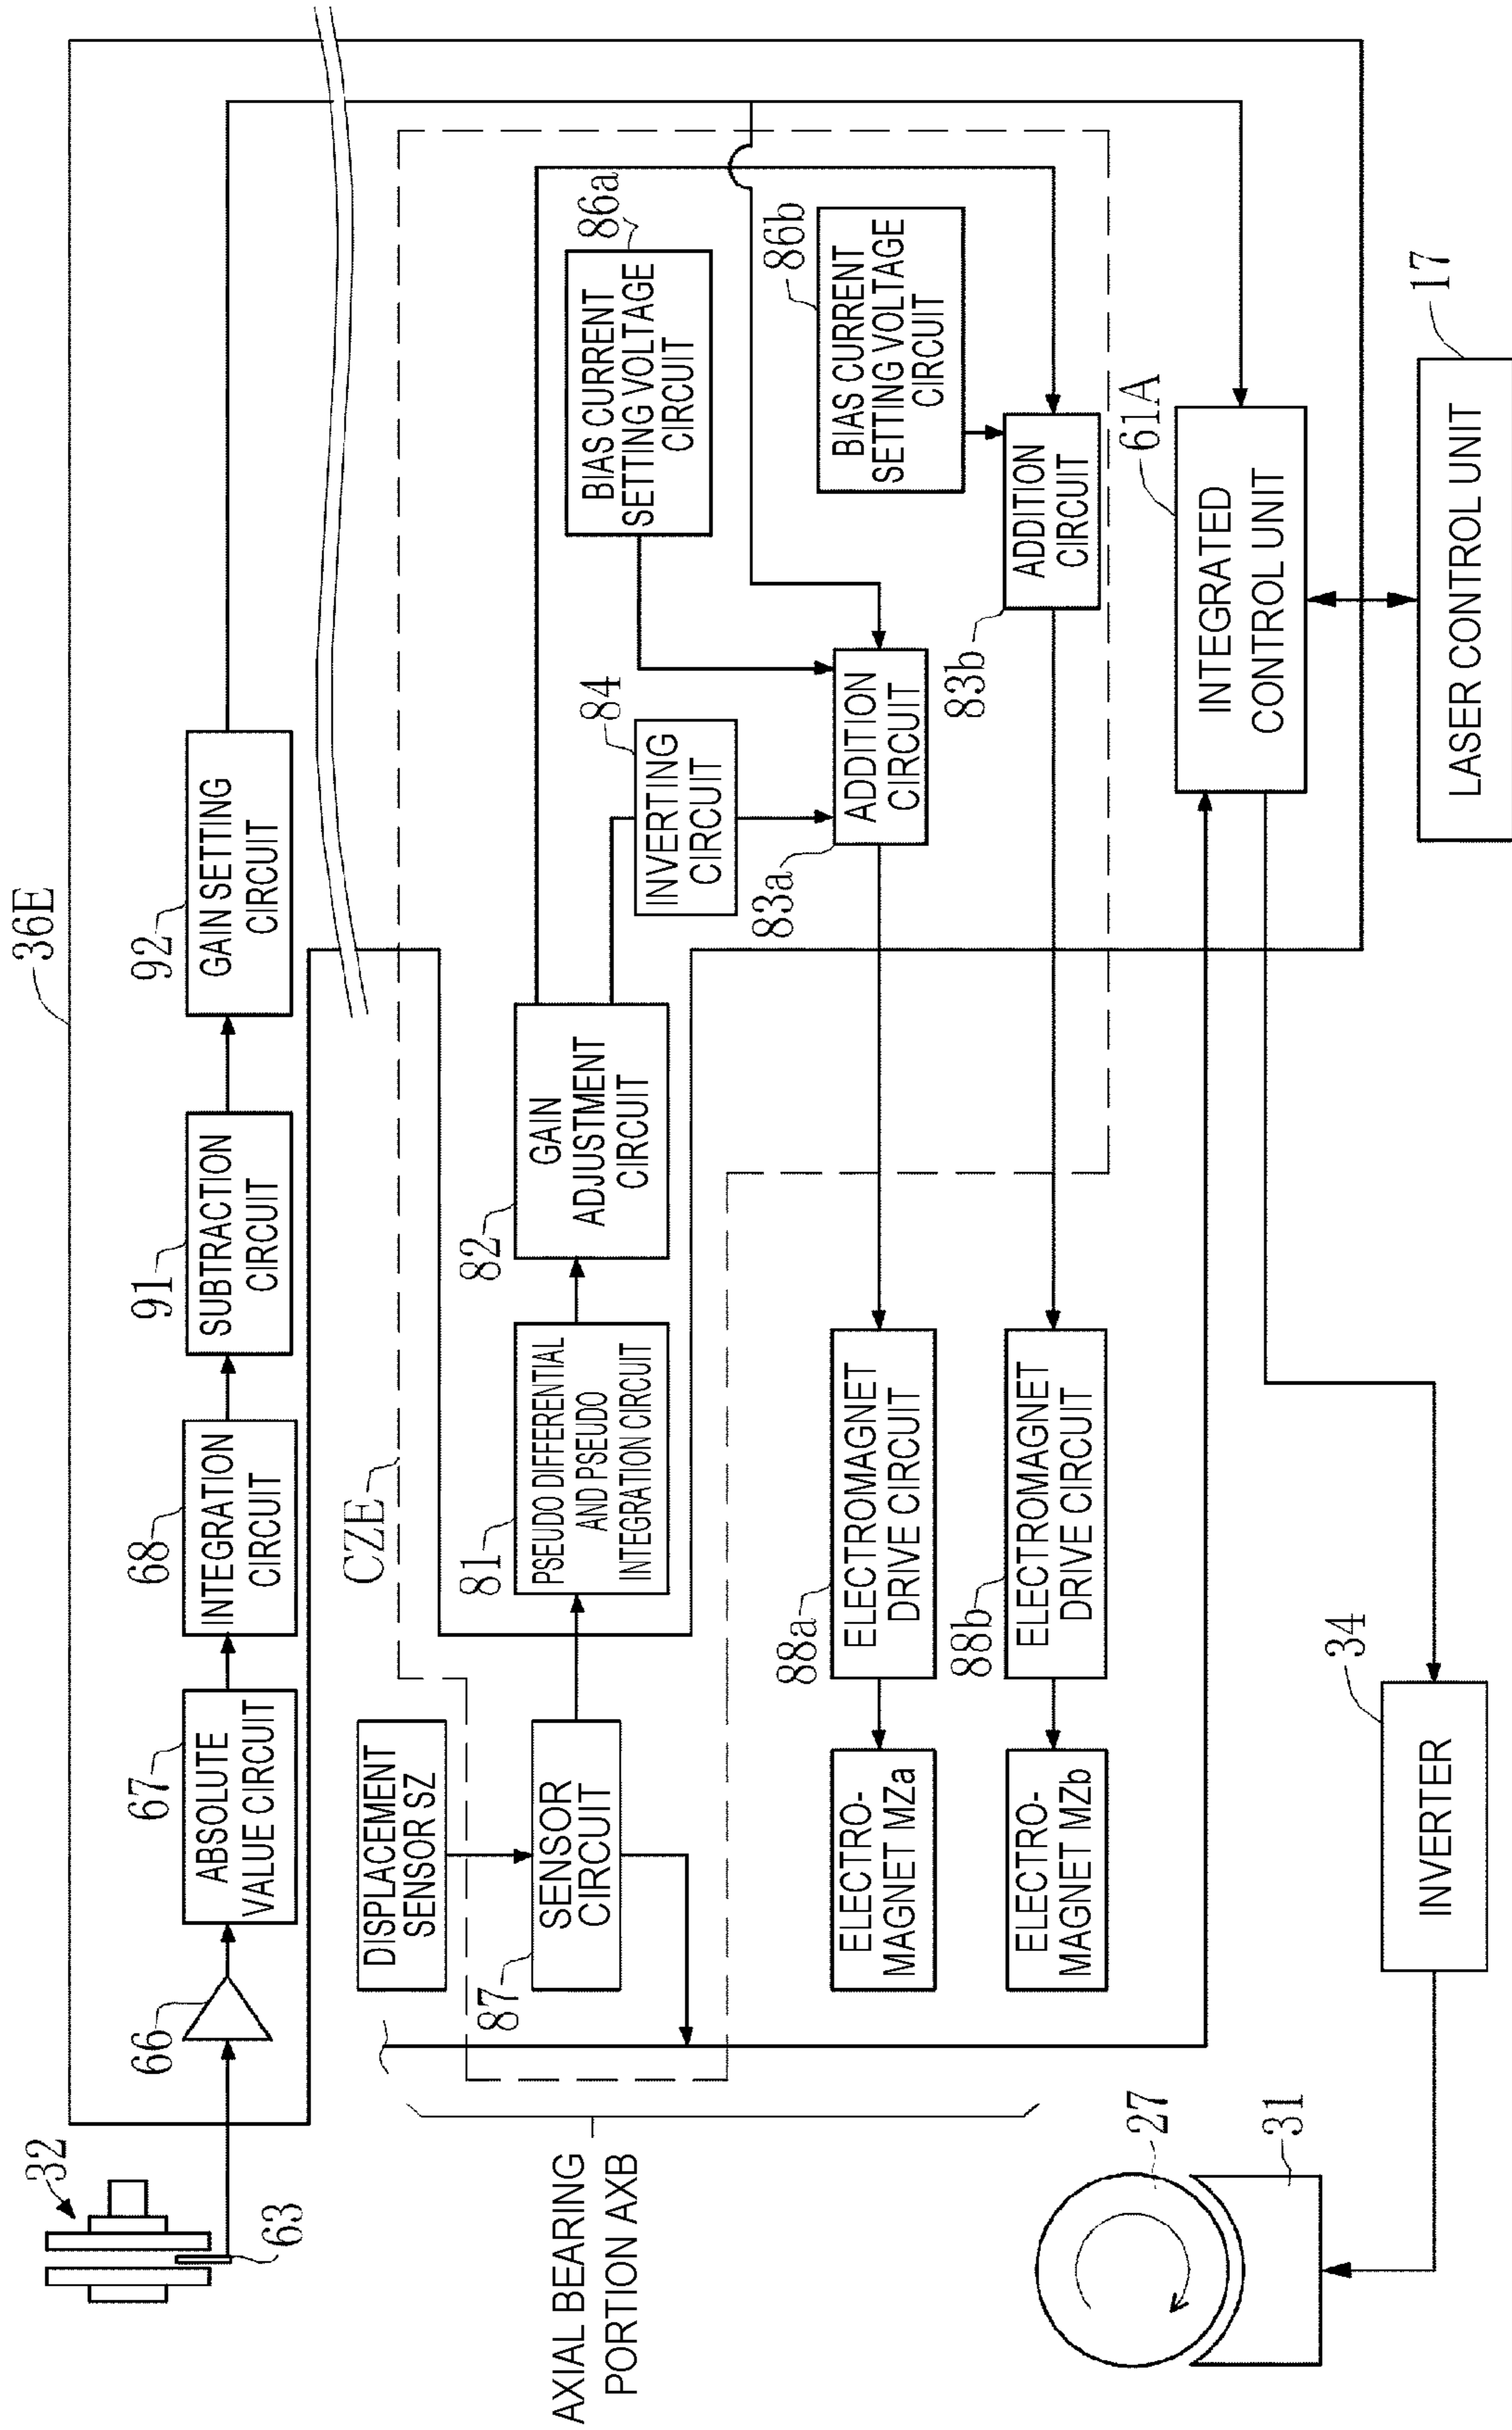 36E
32
63
66
67
ABSOLUTE
VALUE CIRCUIT
68
INTEGRATION
CIRCUIT
91
SUBTRACTION
CIRCUIT
92
GAIN SETTING
CIRCUIT
CZE
DISPLACEMENT
SENSOR SZ
87
SENSOR
CIRCUIT
81
PSEUDO DIFFERENTIAL
AND PSEUDO
INTEGRATION CIRCUIT
82
GAIN
ADJUSTMENT
CIRCUIT
84
INVERTING
CIRCUIT
86a
BIAS CURRENT
SETTING VOLTAGE
CIRCUIT
86b
BIAS CURRENT
SETTING VOLTAGE
CIRCUIT
83a
ADDITION
CIRCUIT
83b
ADDITION
CIRCUIT
AXIAL BEARING
PORTION AXB
ELECTRO-
MAGNET MZa
88a
ELECTROMAGNET
DRIVE CIRCUIT
ELECTRO-
MAGNET MZb
88b
ELECTROMAGNET
DRIVE CIRCUIT
61A
INTEGRATED
CONTROL UNIT
27
31
34
INVERTER
17
LASER CONTROL UNIT